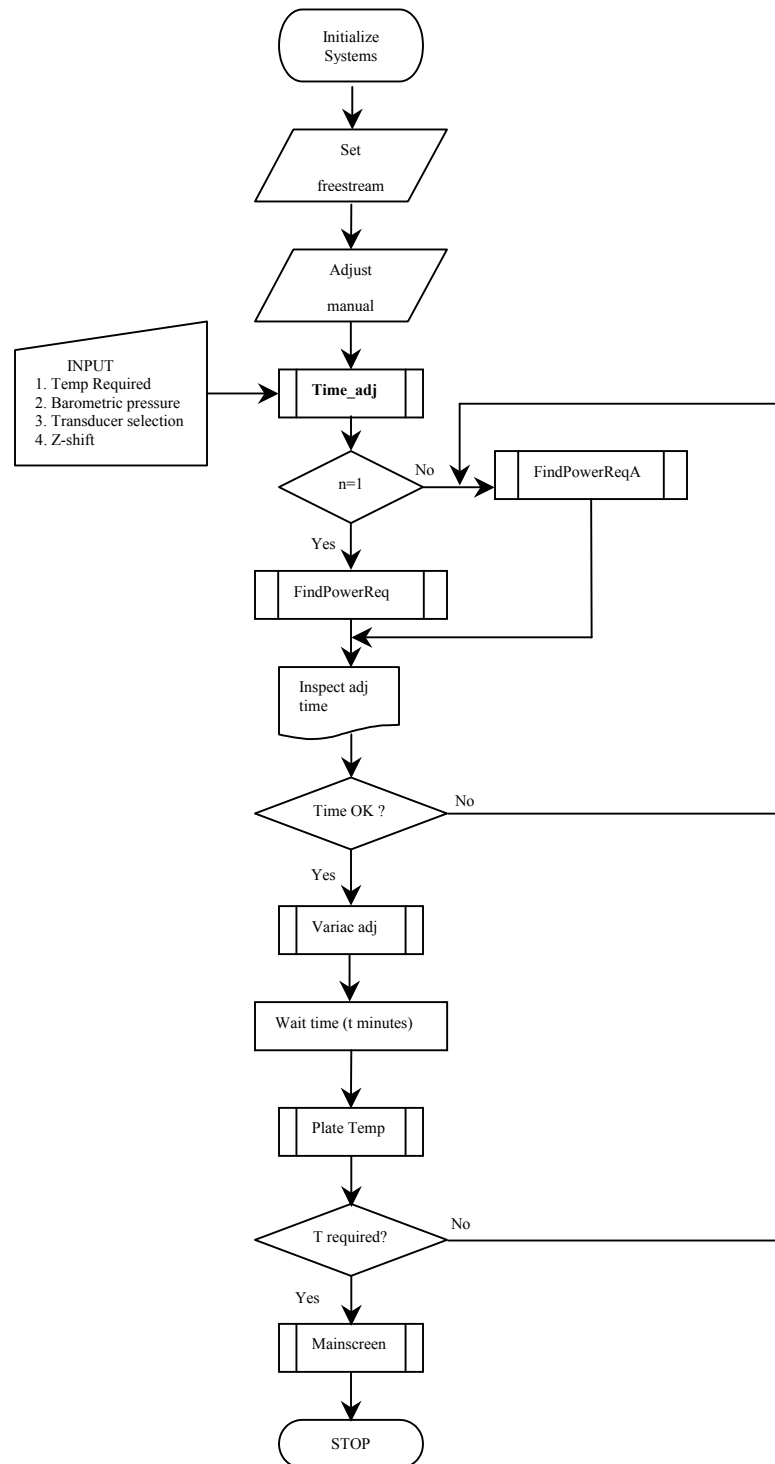 Initialize
Systems
Set
freestream
Adjust
manual
INPUT
1. Temp Required
2. Barometric pressure
3. Transducer selection
4. Z-shift
Time_adj
n=1
No
FindPowerReqA
Yes
FindPowerReq
Inspect adj
time
Time OK ?
No
Yes
Variac adj
Wait time (t minutes)
Plate Temp
T required?
No
Yes
Mainscreen
STOP